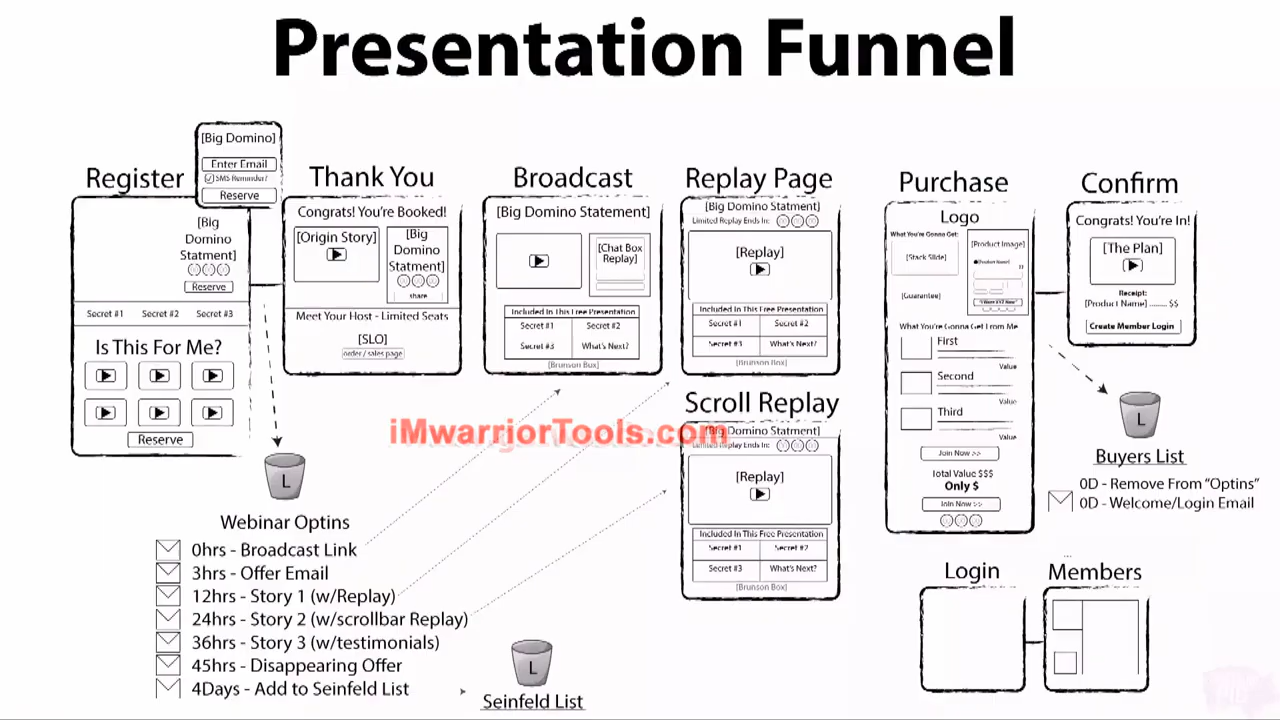 Presentation Funnel
[Big Domino]
Enter Email
SMS Reminder!
Reserve
Register
[Big
Domino
Statment]
Reserve
Secret #1 Secret #2 Secret #3
Is This For Me?
Reserve
Thank You
Congrats! You're Booked!
[Origin Story]
[Big
Domino
Statment]
share
Meet Your Host - Limited Seats
[SLO]
order / sales page
Broadcast
[Big Domino Statement]
[Chat Box
Replay]
Included In This Free Presentation
Secret #1 Secret #2
Secret #3 What's Next?
[Brunson Box]
Replay Page
[Big Domino Statment]
Limited Replay Ends In:
[Replay]
Included In This Free Presentation
Secret #1 Secret #2
Secret #3 What's Next?
[Brunson Box]
Scroll Replay
[Big Domino Statment]
Limited Replay Ends In:
[Replay]
Included In This Free Presentation
Secret #1 Secret #2
Secret #3 What's Next?
[Brunson Box]
iMwarrjorTools.com
Purchase
Logo
What You're Gonna Get:
[Stack Slide]
[Product Image]
[Product Name]
[Guarantee]
"I Want XYZ Now"
What You're Gonna Get From Me
First
Value
Second
Value
Third
Value
Join Now >>
Total Value $$$
Only $
Join Now >>
Confirm
Congrats! You're In!
[The Plan]
Receipt:
[Product Name] ........ $$
Create Member Login
L
Buyers List
0D - Remove From "Optins"
0D - Welcome/Login Email
L
Webinar Optins
0hrs - Broadcast Link
3hrs - Offer Email
12hrs - Story 1 (w/Replay)
24hrs - Story 2 (w/scrollbar Replay)
36hrs - Story 3 (w/testimonials)
45hrs - Disappearing Offer
4Days - Add to Seinfeld List
L
Seinfeld List
...
Login
Members